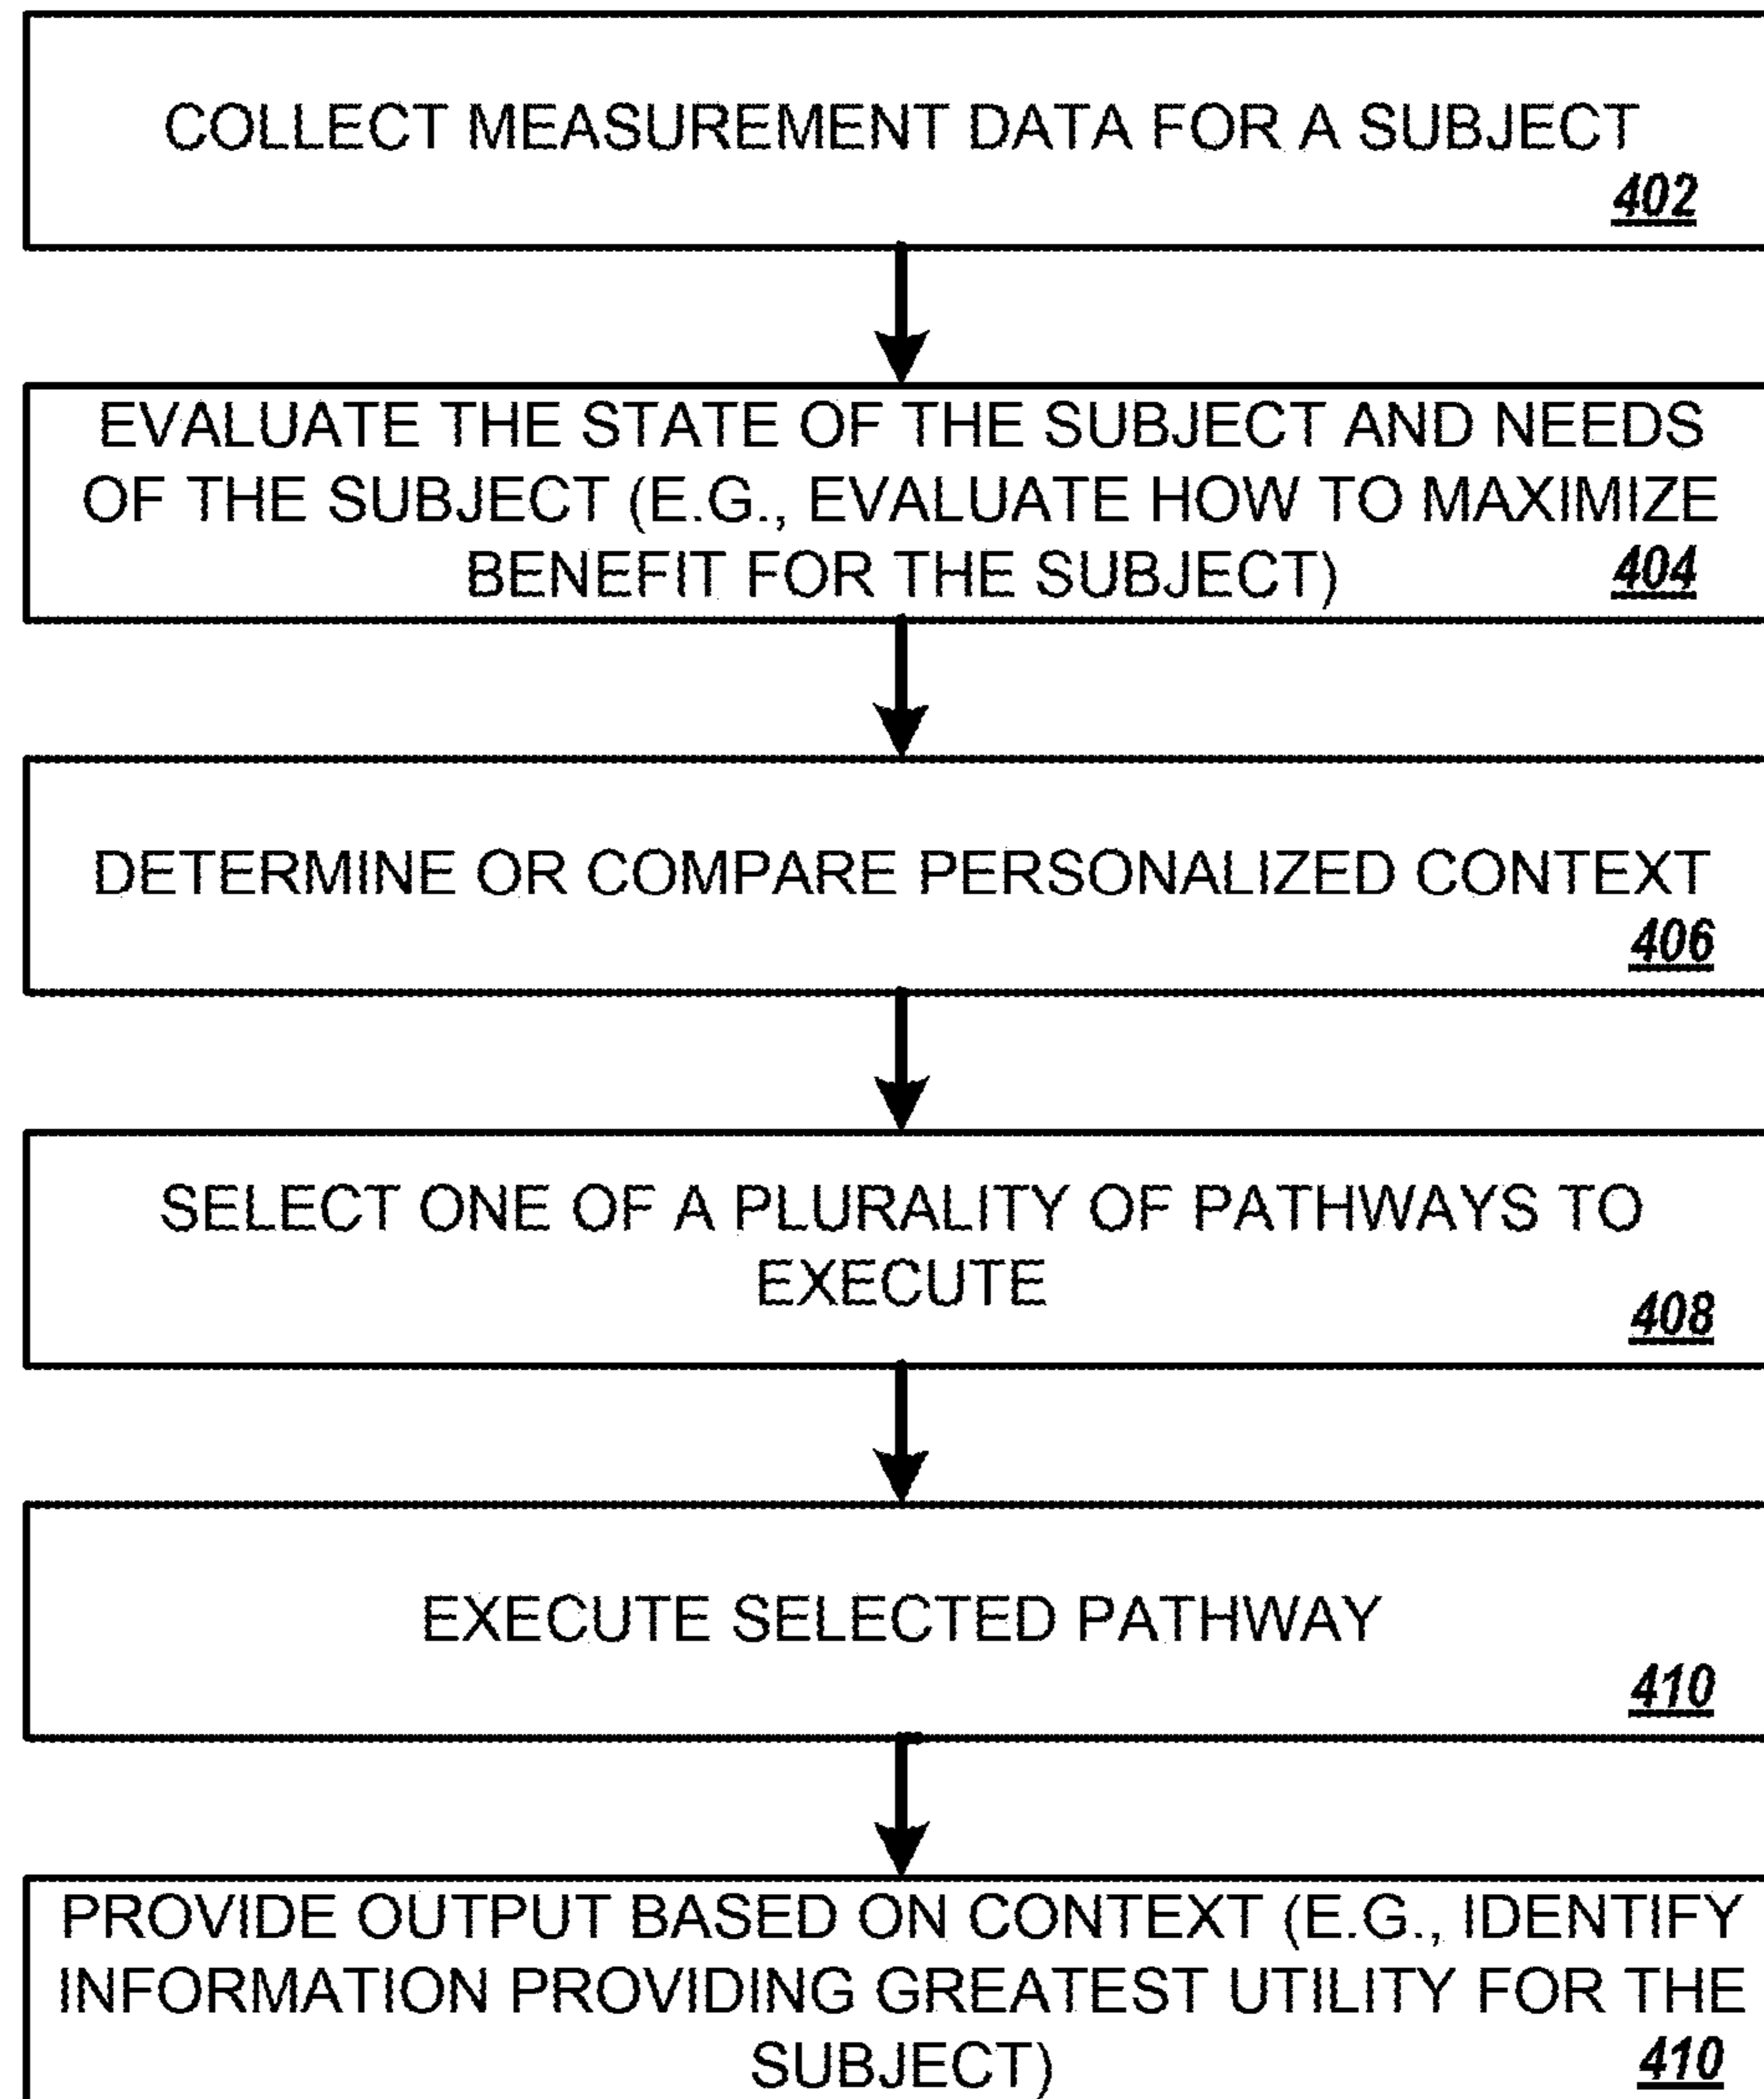 COLLECT MEASUREMENT DATA FOR A SUBJECT
402
EVALUATE THE STATE OF THE SUBJECT AND NEEDS
OF THE SUBJECT (E.G., EVALUATE HOW TO MAXIMIZE
BENEFIT FOR THE SUBJECT)
404
DETERMINE OR COMPARE PERSONALIZED CONTEXT
406
SELECT ONE OF A PLURALITY OF PATHWAYS TO
EXECUTE
408
EXECUTE SELECTED PATHWAY
410
PROVIDE OUTPUT BASED ON CONTEXT (E.G., IDENTIFY
INFORMATION PROVIDING GREATEST UTILITY FOR THE
SUBJECT)
410